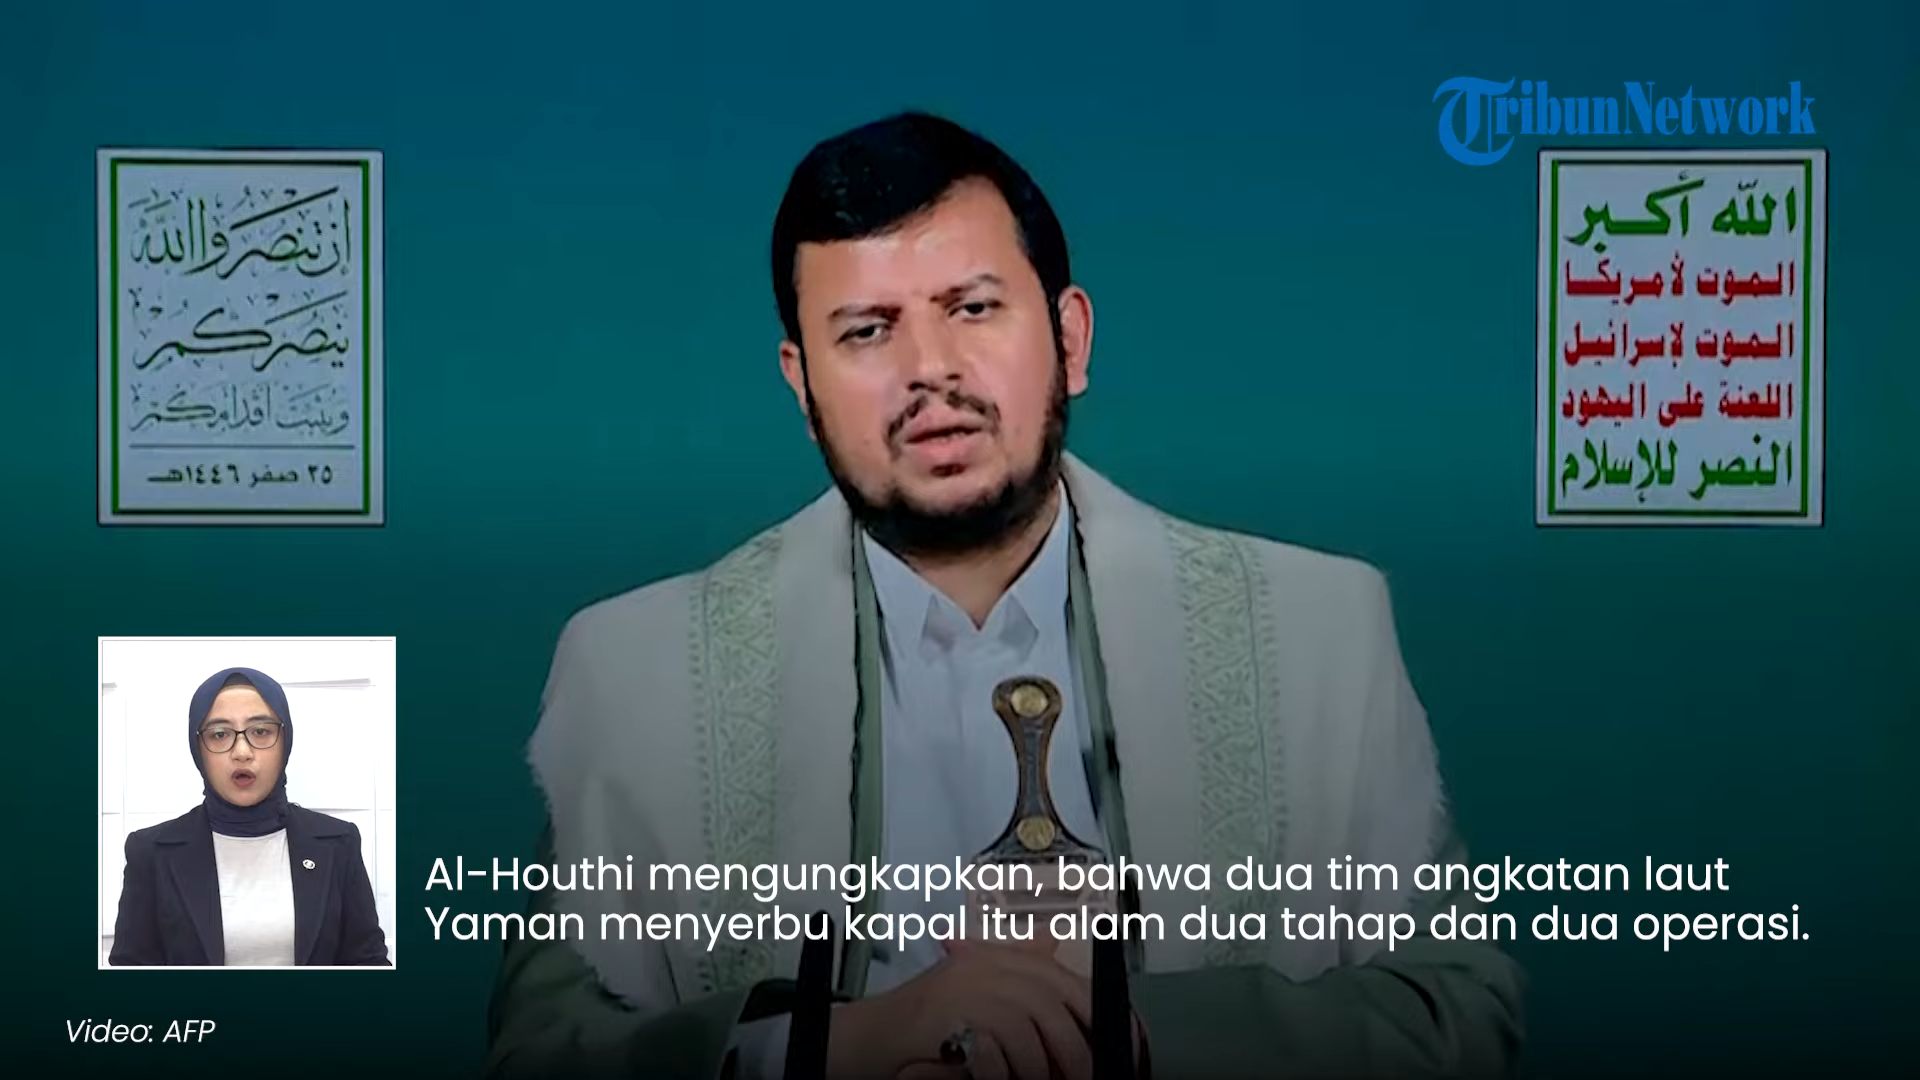 TribunNetwork
إن تنصروا الله
ينصركم
ويثبت أقدامكم
٢٥ صفر ١٤٤٦هـ
الله أكبر
الموت لأمريكا
الموت لإسرائيل
اللعنة على اليهود
النصر للإسلام
Al-Houthi mengungkapkan, bahwa dua tim angkatan laut
Yaman menyerbu kapal itu alam dua tahap dan dua operasi.
Video: AFP